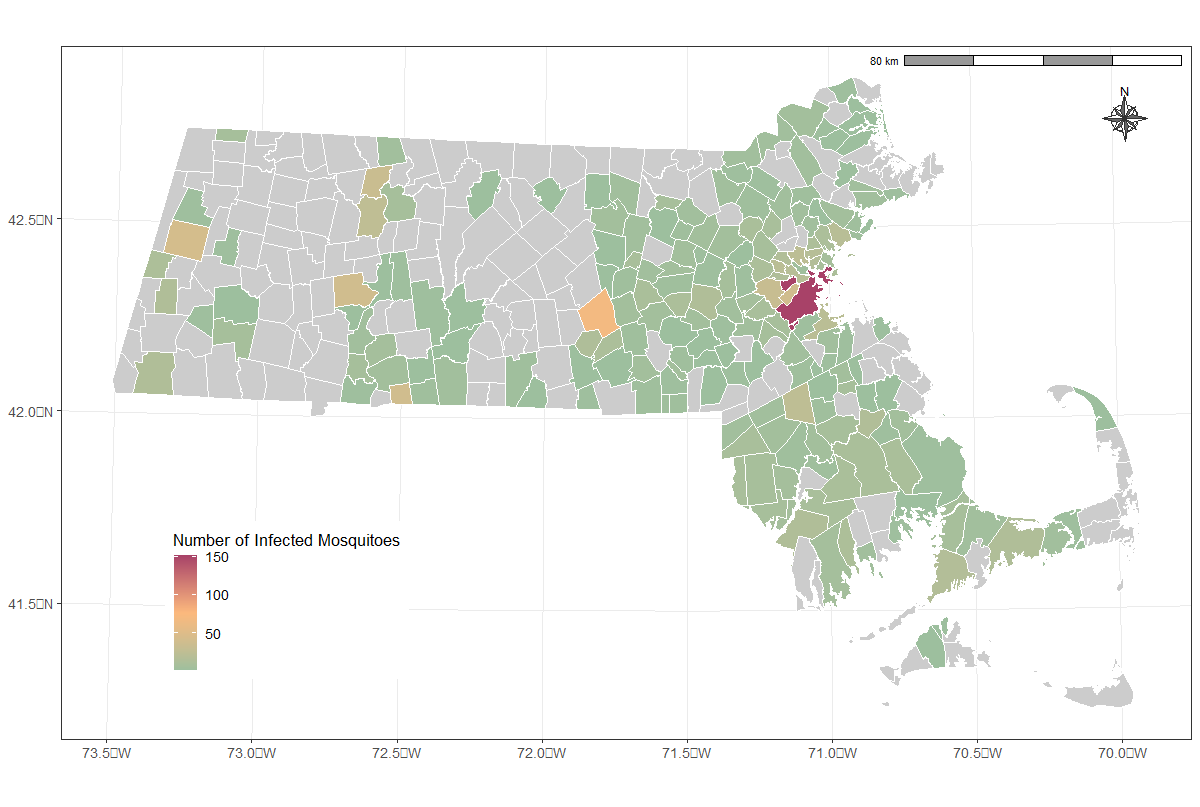 80 km
N
42.5▯N
42.0▯N
41.5▯N
Number of Infected Mosquitoes
150
100
50
73.5▯W
73.0▯W
72.5▯W
72.0▯W
71.5▯W
71.0▯W
70.5▯W
70.0▯W